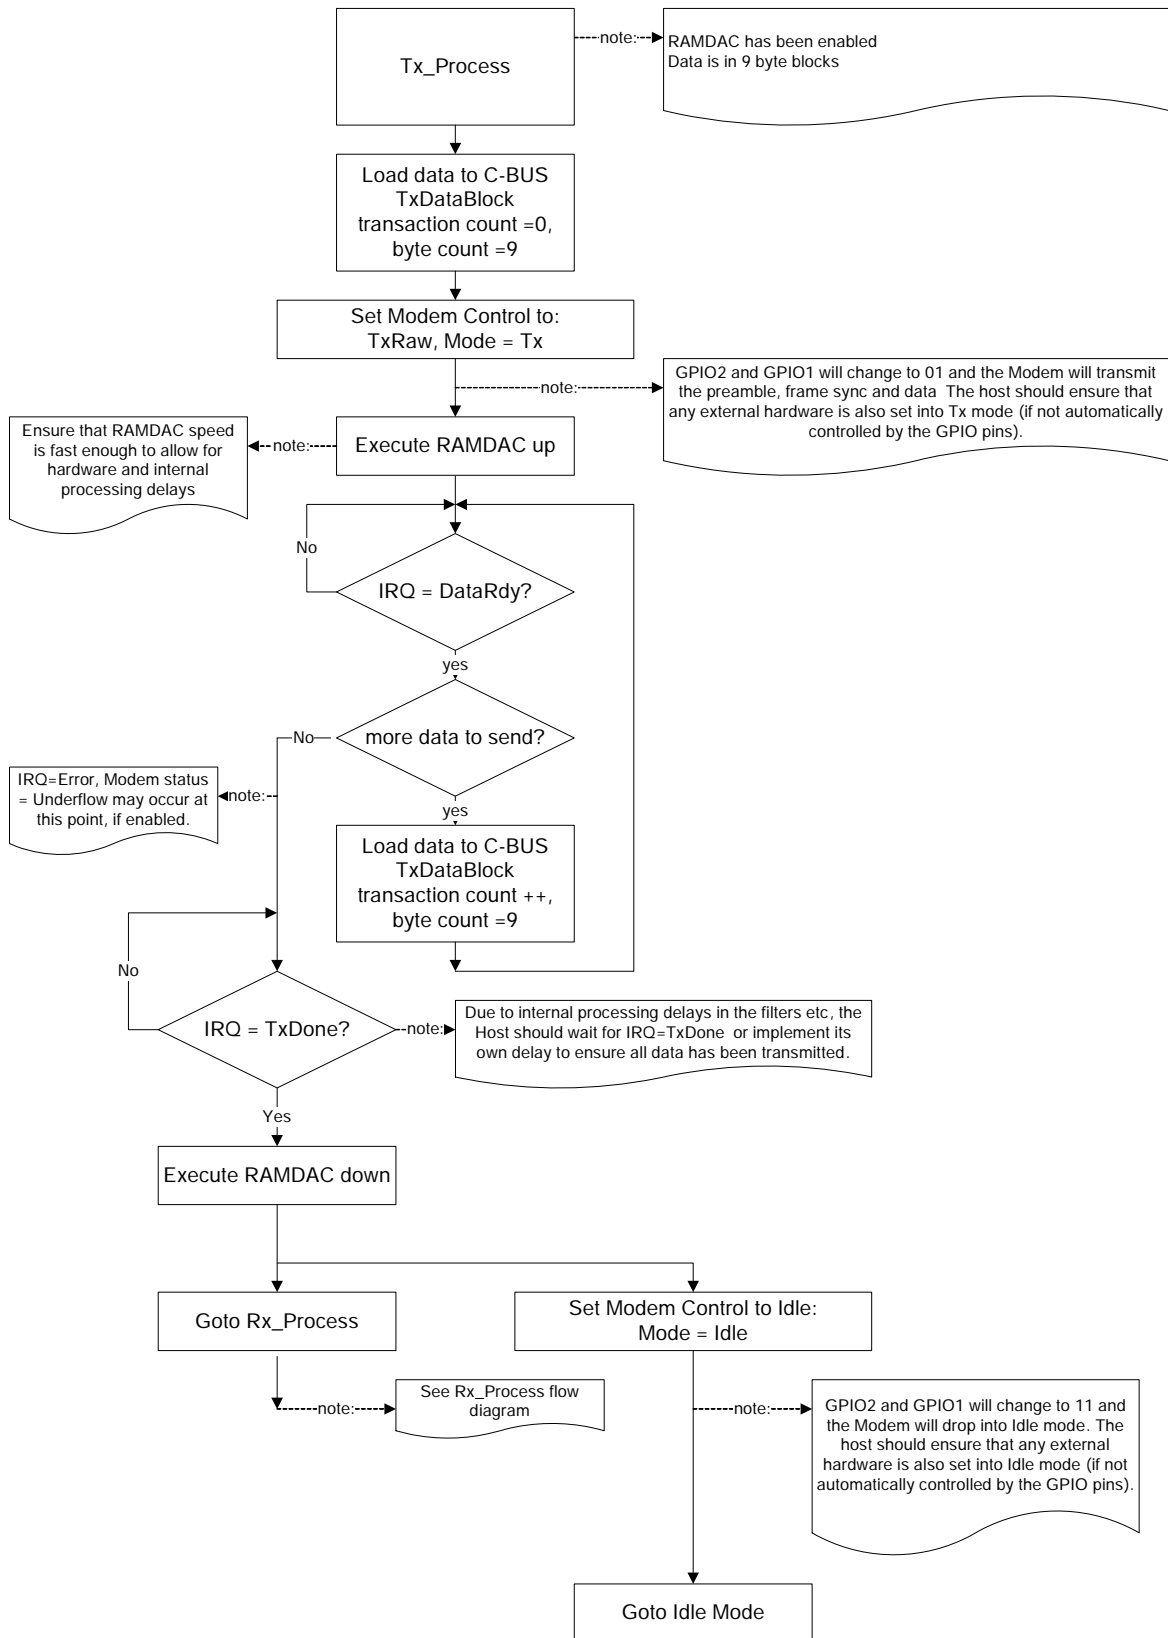 Tx_Process
note:
RAMDAC has been enabled
Data is in 9 byte blocks
Load data to C-BUS
TxDataBlock
transaction count =0,
byte count =9
Set Modem Control to:
TxRaw, Mode = Tx
note:
GPIO2 and GPIO1 will change to 01 and the Modem will transmit
the preamble, frame sync and data  The host should ensure that
any external hardware is also set into Tx mode (if not automatically
controlled by the GPIO pins).
Execute RAMDAC up
note:
Ensure that RAMDAC speed
is fast enough to allow for
hardware and internal
processing delays
No
IRQ = DataRdy?
yes
more data to send?
No
note:
IRQ=Error, Modem status
= Underflow may occur at
this point, if enabled.
yes
Load data to C-BUS
TxDataBlock
transaction count ++,
byte count =9
No
IRQ = TxDone?
note:
Due to internal processing delays in the filters etc, the
Host should wait for IRQ=TxDone  or implement its
own delay to ensure all data has been transmitted.
Yes
Execute RAMDAC down
Goto Rx_Process
Set Modem Control to Idle:
Mode = Idle
note:
See Rx_Process flow
diagram
note:
GPIO2 and GPIO1 will change to 11 and
the Modem will drop into Idle mode. The
host should ensure that any external
hardware is also set into Idle mode (if not
automatically controlled by the GPIO pins).
Goto Idle Mode